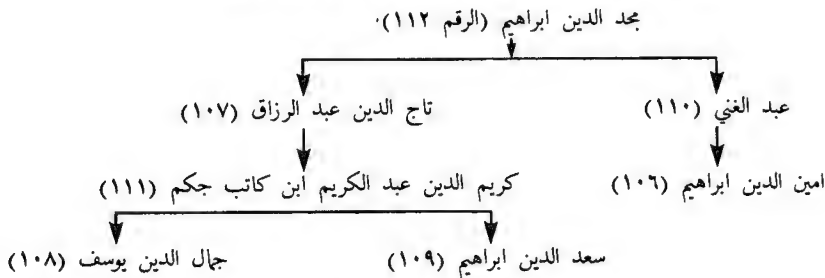 مجد الدين ابراهيم (الرقم ١١٢)٠
عبد الغني (١١٠) تاج الدين عبد الرزاق (١٠٧)
امين الدين ابراهيم (١٠٦) كريم الدين عبد الكريم ابن كاتب جكم (١١١)
سعد الدين ابراهيم (١٠٩) جمال الدين يوسف (١٠٨)